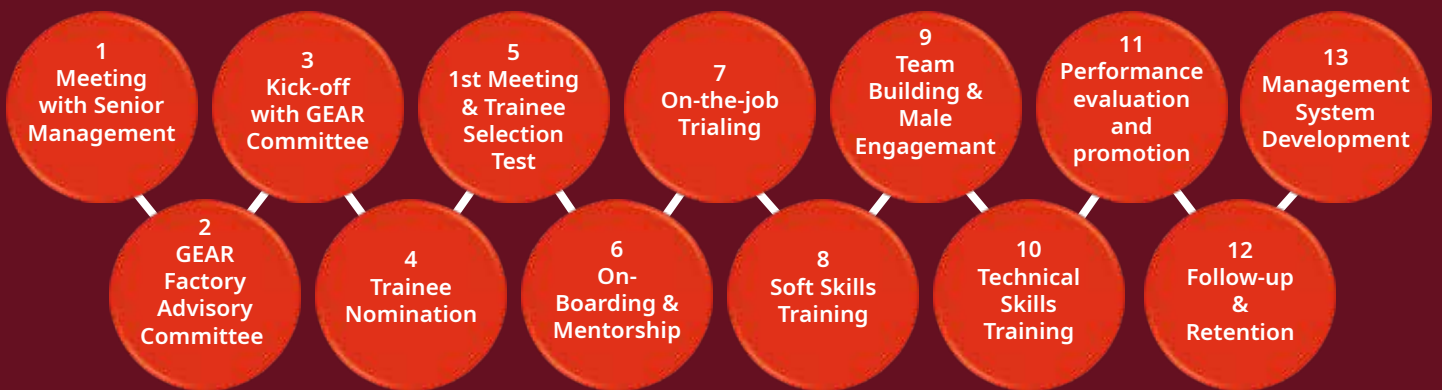 1
Meeting
with Senior
Management
2
GEAR
Factory
Advisory
Committee
3
Kick-off
with GEAR
Committee
4
Trainee
Nomination
5
1st Meeting
& Trainee
Selection
Test
6
On-
Boarding &
Mentorship
7
On-the-job
Trialing
8
Soft Skills
Training
9
Team
Building &
Male
Engagemant
10
Technical
Skills
Training
11
Performance
evaluation
and
promotion
12
Follow-up
&
Retention
13
Management
System
Development